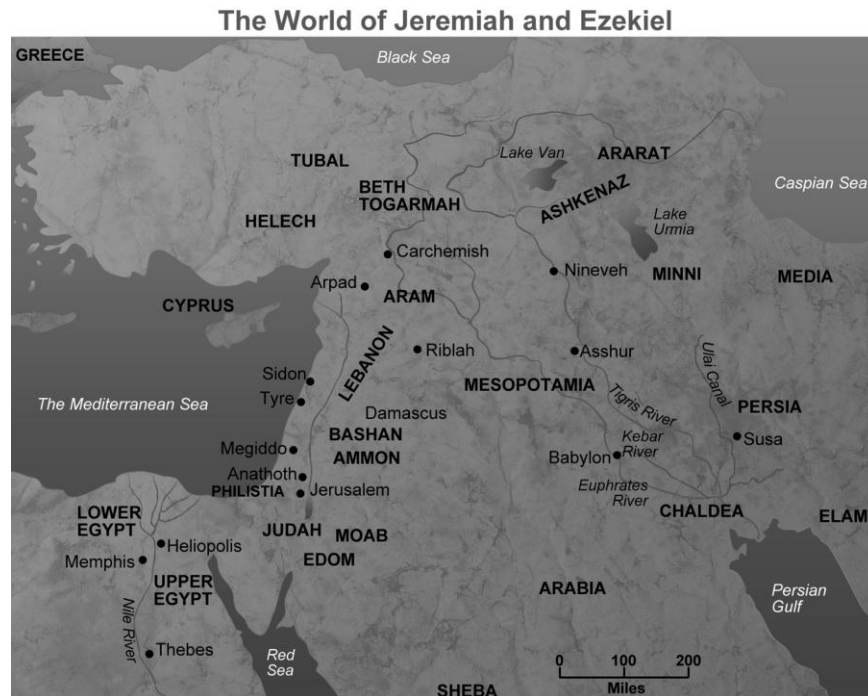 The World of Jeremiah and Ezekiel
GREECE
Black Sea
Caspian Sea
Lake Van
ARARAT
TUBAL
BETH
TOGARMAH
ASHKENAZ
HELECH
Lake
Urmia
Carchemish
Nineveh
MINNI
MEDIA
Arpad
ARAM
CYPRUS
LEBANON
Riblah
Asshur
Ulai Canal
Sidon
MESOPOTAMIA
Tyre
The Mediterranean Sea
Damascus
Tigris River
PERSIA
BASHAN
Kebar
River
Susa
Megiddo
AMMON
Babylon
Anathoth
PHILISTIA
Jerusalem
Euphrates
River
LOWER
EGYPT
CHALDEA
ELAM
JUDAH
MOAB
Heliopolis
EDOM
Memphis
UPPER
EGYPT
ARABIA
Persian
Gulf
Nile River
Thebes
Red
Sea
0 100 200
Miles
SHEBA